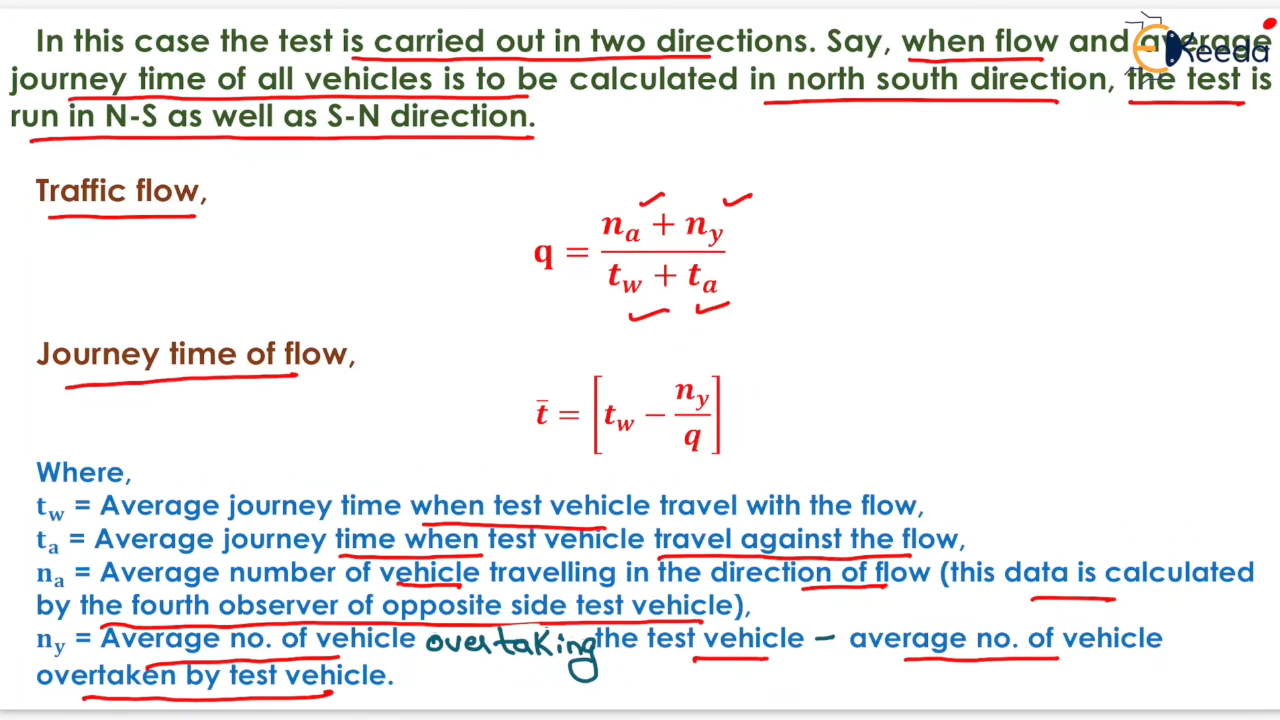 In this case the test is carried out in two directions. Say, when flow and average
journey time of all vehicles is to be calculated in north south direction, the test is
run in N-S as well as S-N direction.
Keeda
Traffic flow,
q = (nₐ + n_y) / (t_w + tₐ)
Journey time of flow,
t̄ = [t_w − n_y / q]
Where,
t_w = Average journey time when test vehicle travel with the flow,
tₐ = Average journey time when test vehicle travel against the flow,
nₐ = Average number of vehicle travelling in the direction of flow (this data is calculated
by the fourth observer of opposite side test vehicle),
n_y = Average no. of vehicle overtaking the test vehicle – average no. of vehicle
overtaken by test vehicle.